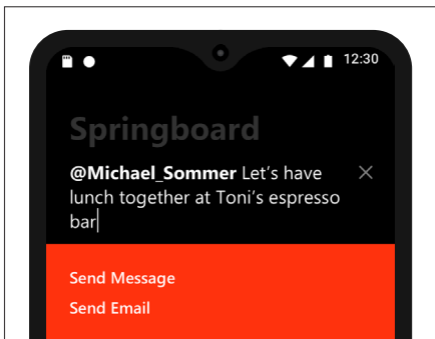 12:30
Springboard
@Michael_Sommer Let's have
lunch together at Toni's espresso
bar
Send Message
Send Email